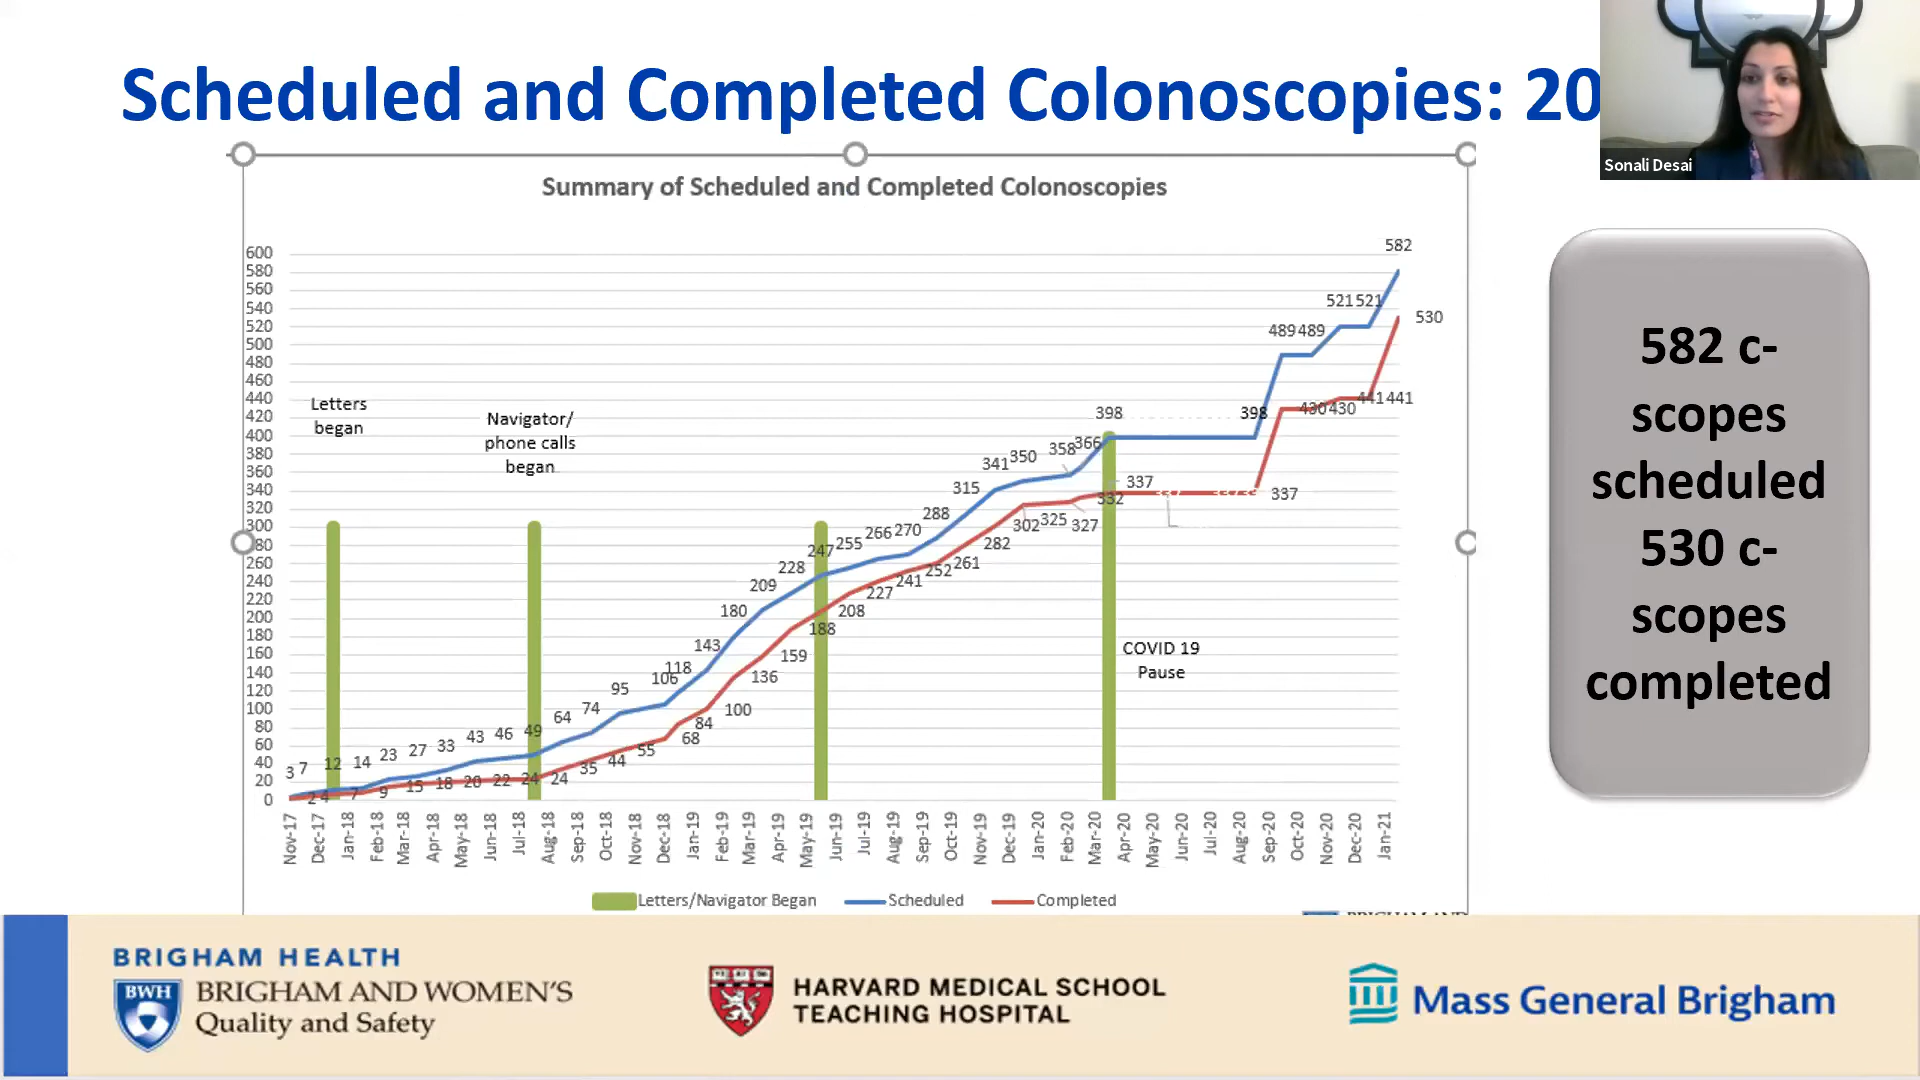 Scheduled and Completed Colonoscopies: 20
Sonali Desai
Summary of Scheduled and Completed Colonoscopies
600
580
560
540
520
500
480
460
440
420
400
380
360
340
320
300
80
260
240
220
200
180
160
140
120
100
80
60
40
20
0
Letters
began
Navigator/
phone calls
began
COVID 19
Pause
3 7 12 14 23 27 33 43 46 49 64 74 95 106 118 143 180 209 228 247 255 266 270 288 315 341 350 358 366 398 398 489 489 521 521 582
2 4 7 9 15 18 20 22 24 24 35 44 55 68 84 100 136 159 188 208 227 241 252 261 282 302 325 327 332 337 337 337 430 430 441 441 530
Nov-17 Dec-17 Jan-18 Feb-18 Mar-18 Apr-18 May-18 Jun-18 Jul-18 Aug-18 Sep-18 Oct-18 Nov-18 Dec-18 Jan-19 Feb-19 Mar-19 Apr-19 May-19 Jun-19 Jul-19 Aug-19 Sep-19 Oct-19 Nov-19 Dec-19 Jan-20 Feb-20 Mar-20 Apr-20 May-20 Jun-20 Jul-20 Aug-20 Sep-20 Oct-20 Nov-20 Dec-20 Jan-21
Letters/Navigator Began Scheduled Completed
582 c-
scopes
scheduled
530 c-
scopes
completed
BRIGHAM HEALTH
BWH
BRIGHAM AND WOMEN'S
Quality and Safety
HARVARD MEDICAL SCHOOL
TEACHING HOSPITAL
Mass General Brigham